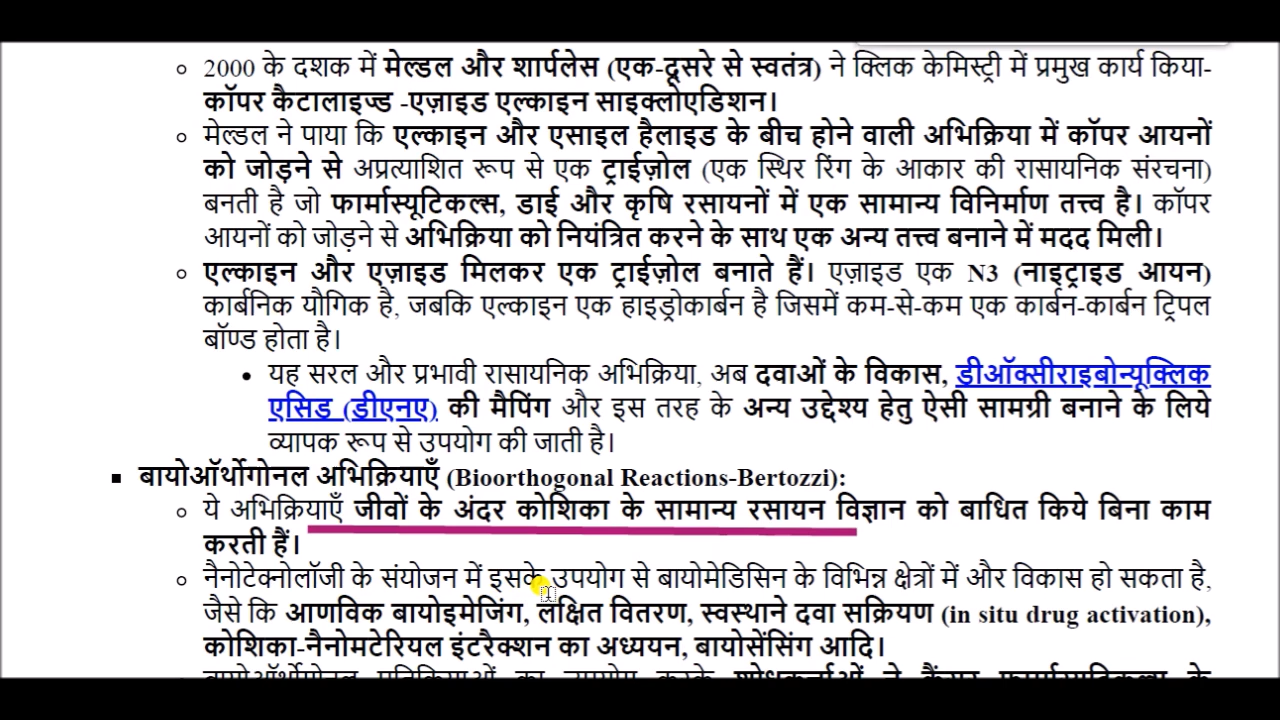 2000 के दशक में मेल्डल और शार्पलेस (एक-दूसरे से स्वतंत्र) ने क्लिक केमिस्ट्री में प्रमुख कार्य किया-
कॉपर कैटालाइज्ड -एज़ाइड एल्काइन साइक्लोएडिशन।
मेल्डल ने पाया कि एल्काइन और एसाइल हैलाइड के बीच होने वाली अभिक्रिया में कॉपर आयनों
को जोड़ने से अप्रत्याशित रूप से एक ट्राईज़ोल (एक स्थिर रिंग के आकार की रासायनिक संरचना)
बनती है जो फार्मास्यूटिकल्स, डाई और कृषि रसायनों में एक सामान्य विनिर्माण तत्त्व है। कॉपर
आयनों को जोड़ने से अभिक्रिया को नियंत्रित करने के साथ एक अन्य तत्त्व बनाने में मदद मिली।
एल्काइन और एज़ाइड मिलकर एक ट्राईज़ोल बनाते हैं। एज़ाइड एक N3 (नाइट्राइड आयन)
कार्बनिक यौगिक है, जबकि एल्काइन एक हाइड्रोकार्बन है जिसमें कम-से-कम एक कार्बन-कार्बन ट्रिपल
बॉण्ड होता है।
यह सरल और प्रभावी रासायनिक अभिक्रिया, अब दवाओं के विकास, डीऑक्सीराइबोन्यूक्लिक
एसिड (डीएनए) की मैपिंग और इस तरह के अन्य उद्देश्य हेतु ऐसी सामग्री बनाने के लिये
व्यापक रूप से उपयोग की जाती है।
बायोऑर्थोगोनल अभिक्रियाएँ (Bioorthogonal Reactions-Bertozzi):
ये अभिक्रियाएँ जीवों के अंदर कोशिका के सामान्य रसायन विज्ञान को बाधित किये बिना काम
करती हैं।
नैनोटेक्नोलॉजी के संयोजन में इसके उपयोग से बायोमेडिसिन के विभिन्न क्षेत्रों में और विकास हो सकता है,
जैसे कि आणविक बायोइमेजिंग, लक्षित वितरण, स्वस्थाने दवा सक्रियण (in situ drug activation),
कोशिका-नैनोमटेरियल इंटरैक्शन का अध्ययन, बायोसेंसिंग आदि।